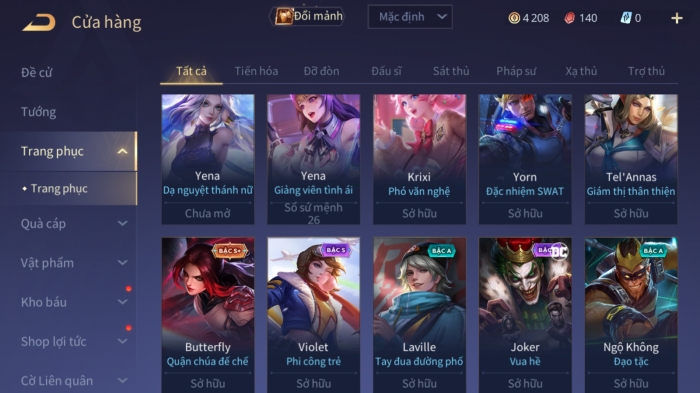 Cửa hàng
Đổi mảnh
Mặc định
4 208
140
0
Đề cử
Tướng
Trang phục
Trang phục
Quà cáp
Vật phẩm
Kho báu
Shop lợi tức
Cờ Liên quân
Tất cả
Tiến hóa
Đỡ đòn
Đấu sĩ
Sát thủ
Pháp sư
Xạ thủ
Trợ thủ
Yena
Dạ nguyệt thánh nữ
Chưa mở
Yena
Giảng viên tình ái
Số sứ mệnh
26
Krixi
Phó văn nghệ
Sở hữu
Yorn
Đặc nhiệm SWAT
Sở hữu
Tel'Annas
Giám thị thân thiện
Sở hữu
BẬC S+
Butterfly
Quận chúa đế chế
Sở hữu
BẬC S
Violet
Phi công trẻ
Sở hữu
BẬC A
Laville
Tay đua đường phố
Sở hữu
BẬC
DC
Joker
Vua hề
Sở hữu
BẬC A
Ngộ Không
Đạo tặc
Sở hữu